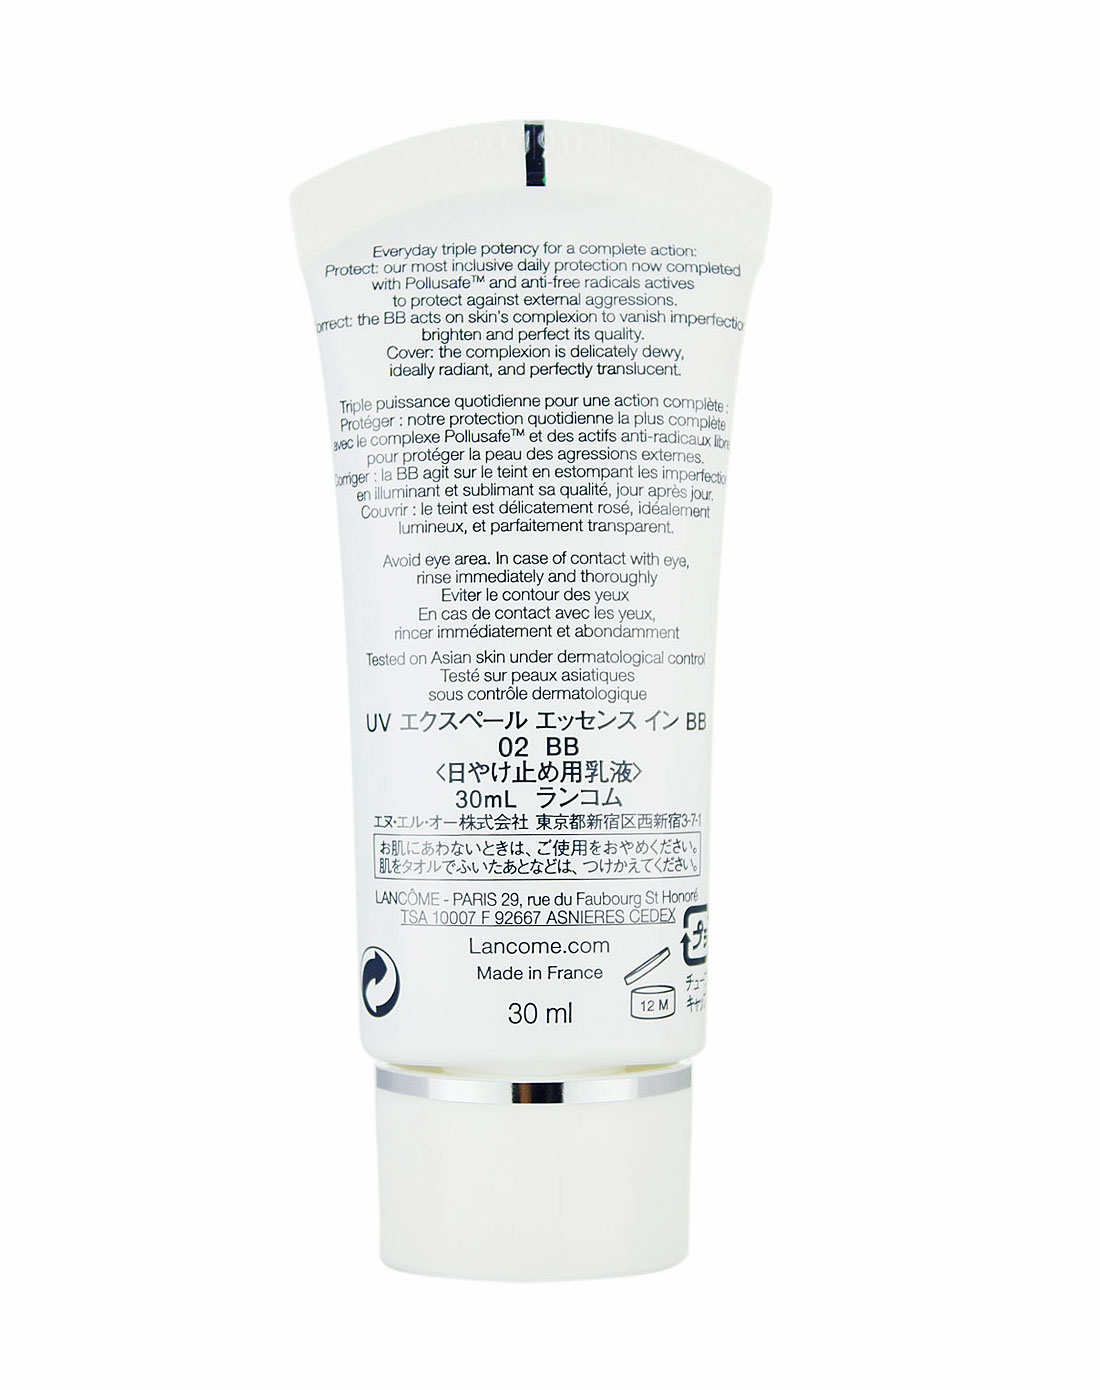 Everyday triple potency for a complete action:
Protect: our most inclusive daily protection now completed
with Pollusafe™ and anti-free radicals actives
to protect against external aggressions.
orrect: the BB acts on skin's complexion to vanish imperfection
brighten and perfect its quality.
Cover: the complexion is delicately dewy,
ideally radiant, and perfectly translucent.
Triple puissance quotidienne pour une action complète :
Protéger : notre protection quotidienne la plus complète
avec le complexe Pollusafe™ et des actifs anti-radicaux libre
pour protéger la peau des agressions externes.
Corriger : la BB agit sur le teint en estompant les imperfection
en illuminant et sublimant sa qualité, jour après jour.
Couvrir : le teint est délicatement rosé, idéalement
lumineux, et parfaitement transparent.
Avoid eye area. In case of contact with eye,
rinse immediately and thoroughly
Eviter le contour des yeux
En cas de contact avec les yeux,
rincer immédiatement et abondamment
Tested on Asian skin under dermatological control
Testé sur peaux asiatiques
sous contrôle dermatologique
UV エクスペール エッセンス イン BB
02 BB
〈日やけ止め用乳液〉
30mL ランコム
エヌ・エル・オー株式会社 東京都新宿区西新宿3-7-1
お肌にあわないときは、ご使用をおやめください。
肌をタオルでふいたあとなどは、つけかえてください。
LANCÔME - PARIS 29, rue du Faubourg St Honoré
TSA 10007 F 92667 ASNIERES CEDEX
Lancome.com
Made in France
12 M
プ
チュー
キャッ
30 ml